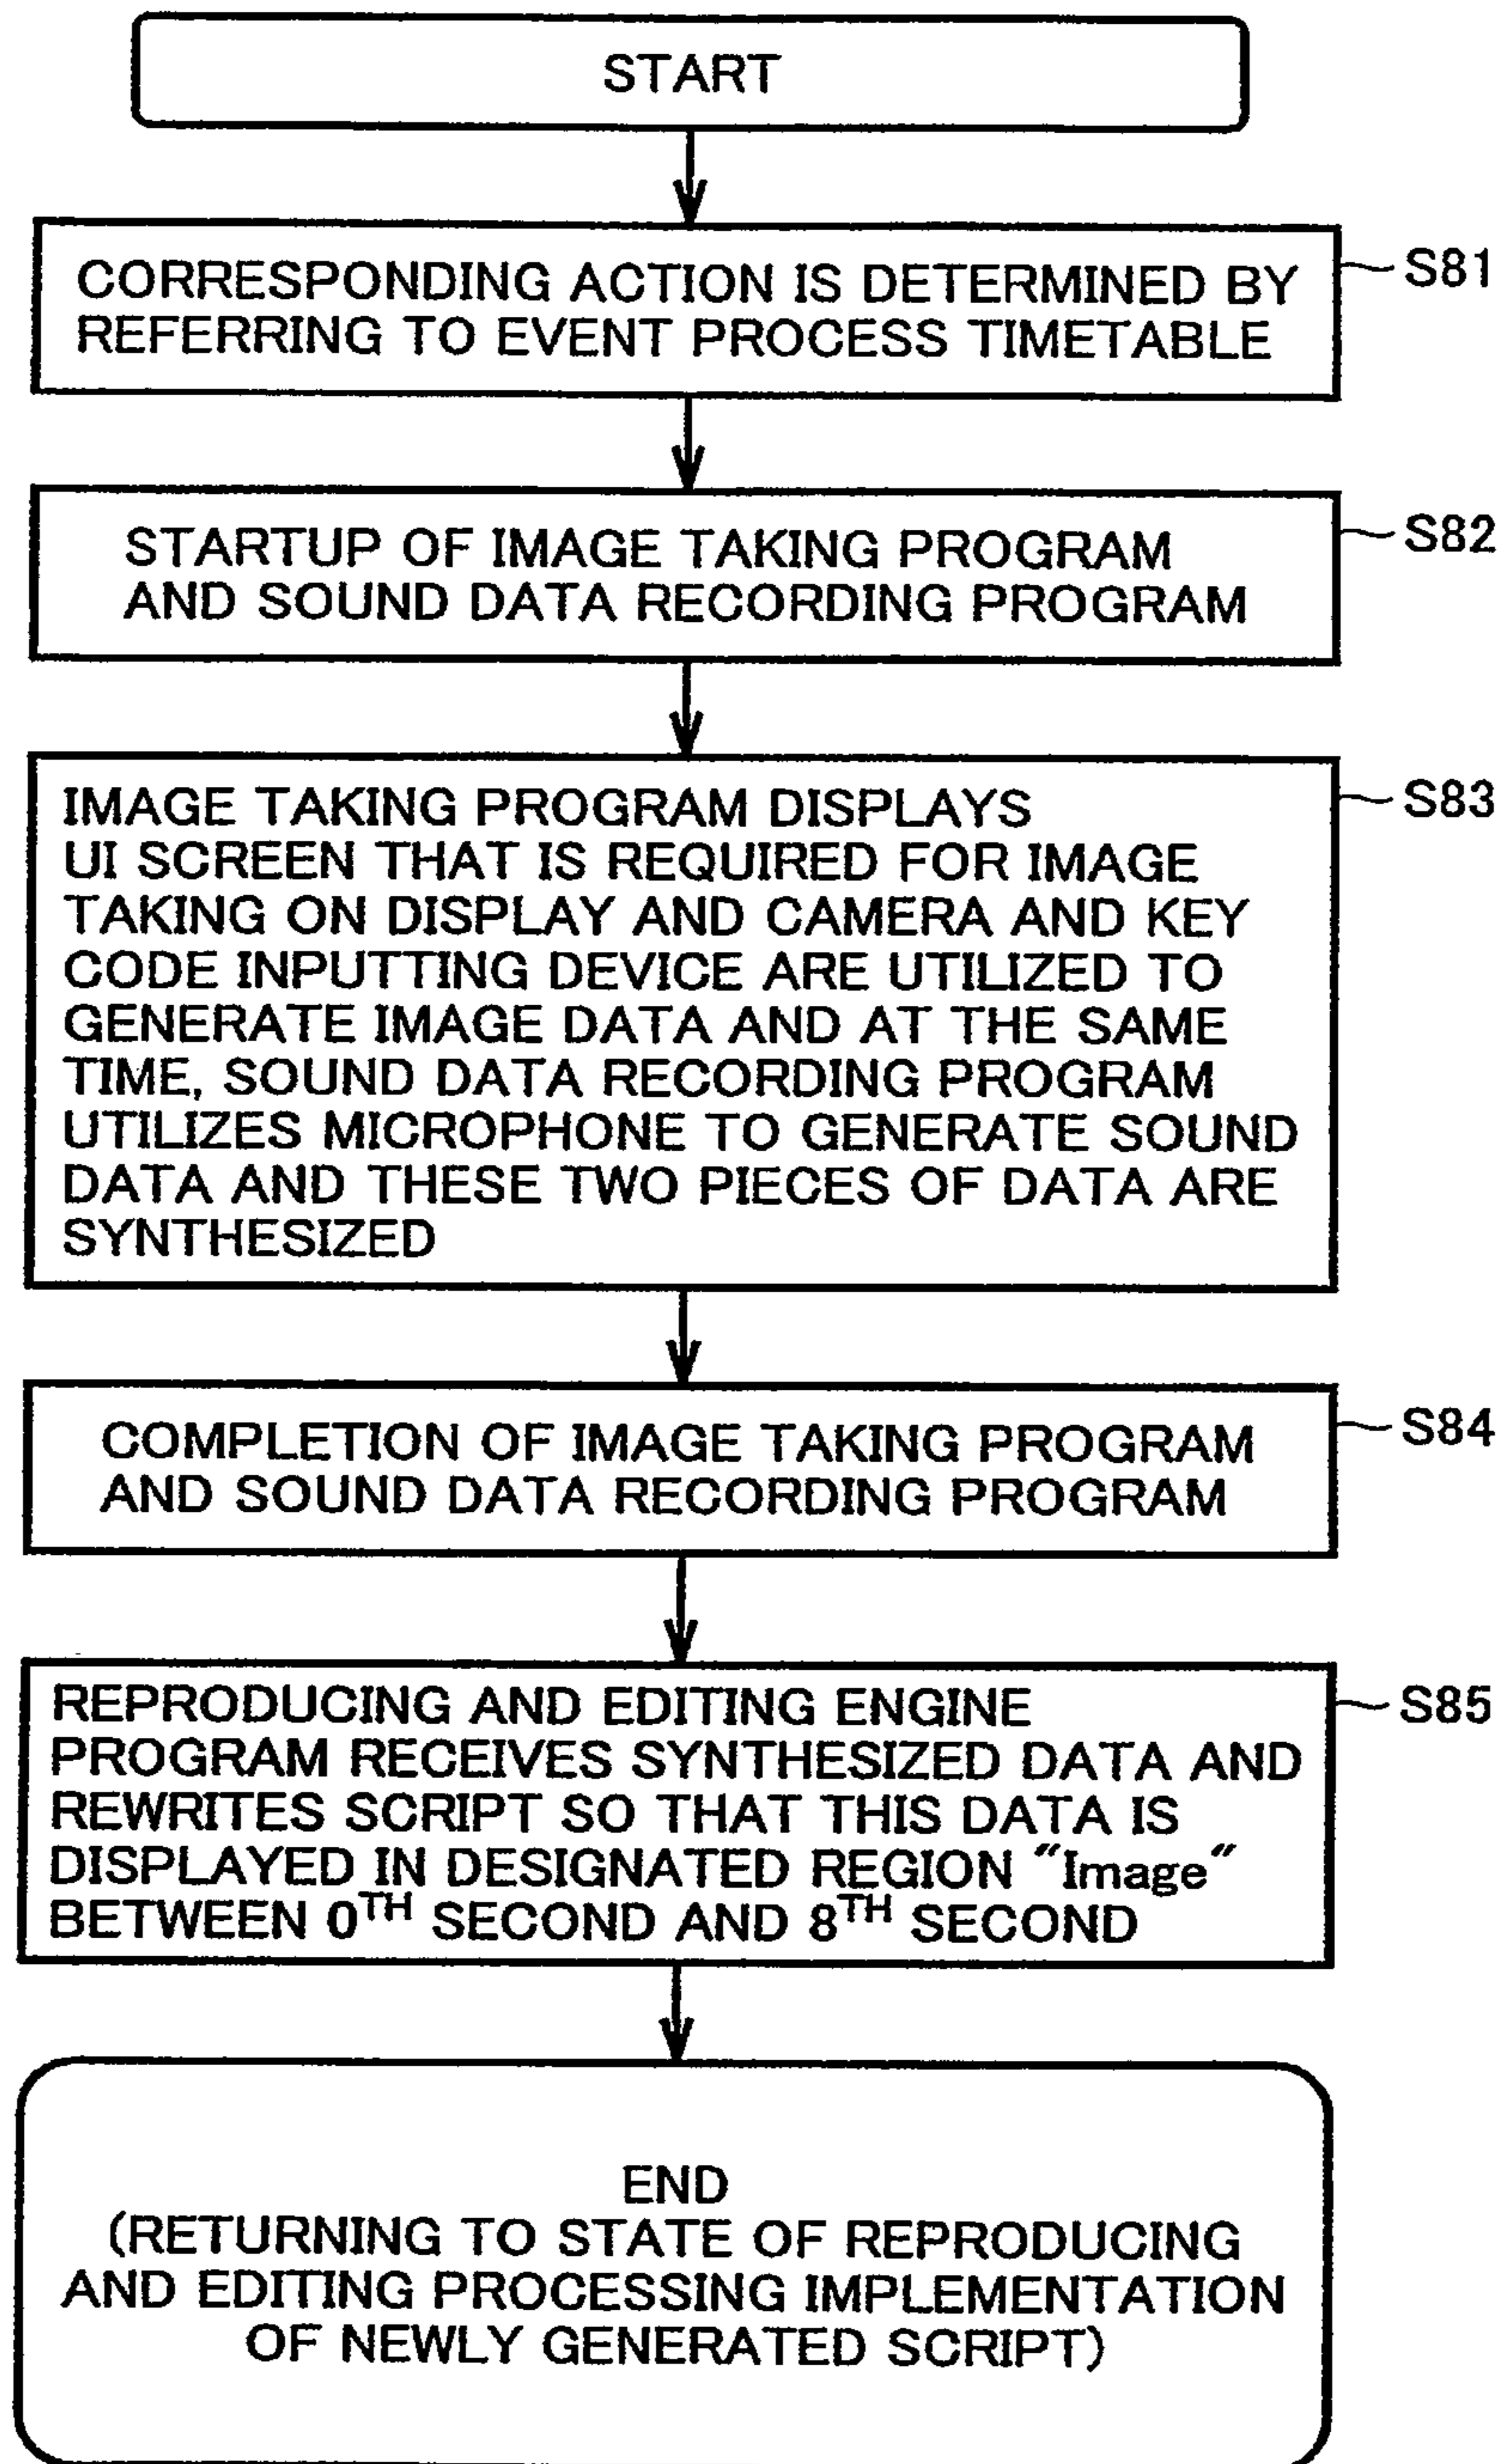 START
CORRESPONDING ACTION IS DETERMINED BY
REFERRING TO EVENT PROCESS TIMETABLE
S81
STARTUP OF IMAGE TAKING PROGRAM
AND SOUND DATA RECORDING PROGRAM
S82
IMAGE TAKING PROGRAM DISPLAYS
UI SCREEN THAT IS REQUIRED FOR IMAGE
TAKING ON DISPLAY AND CAMERA AND KEY
CODE INPUTTING DEVICE ARE UTILIZED TO
GENERATE IMAGE DATA AND AT THE SAME
TIME, SOUND DATA RECORDING PROGRAM
UTILIZES MICROPHONE TO GENERATE SOUND
DATA AND THESE TWO PIECES OF DATA ARE
SYNTHESIZED
S83
COMPLETION OF IMAGE TAKING PROGRAM
AND SOUND DATA RECORDING PROGRAM
S84
REPRODUCING AND EDITING ENGINE
PROGRAM RECEIVES SYNTHESIZED DATA AND
REWRITES SCRIPT SO THAT THIS DATA IS
DISPLAYED IN DESIGNATED REGION "Image"
BETWEEN 0TH SECOND AND 8TH SECOND
S85
END
(RETURNING TO STATE OF REPRODUCING
AND EDITING PROCESSING IMPLEMENTATION
OF NEWLY GENERATED SCRIPT)